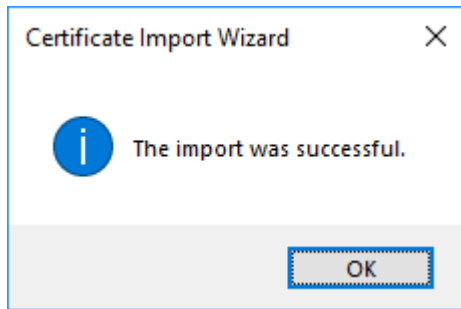 Certificate Import Wizard
The import was successful.
OK